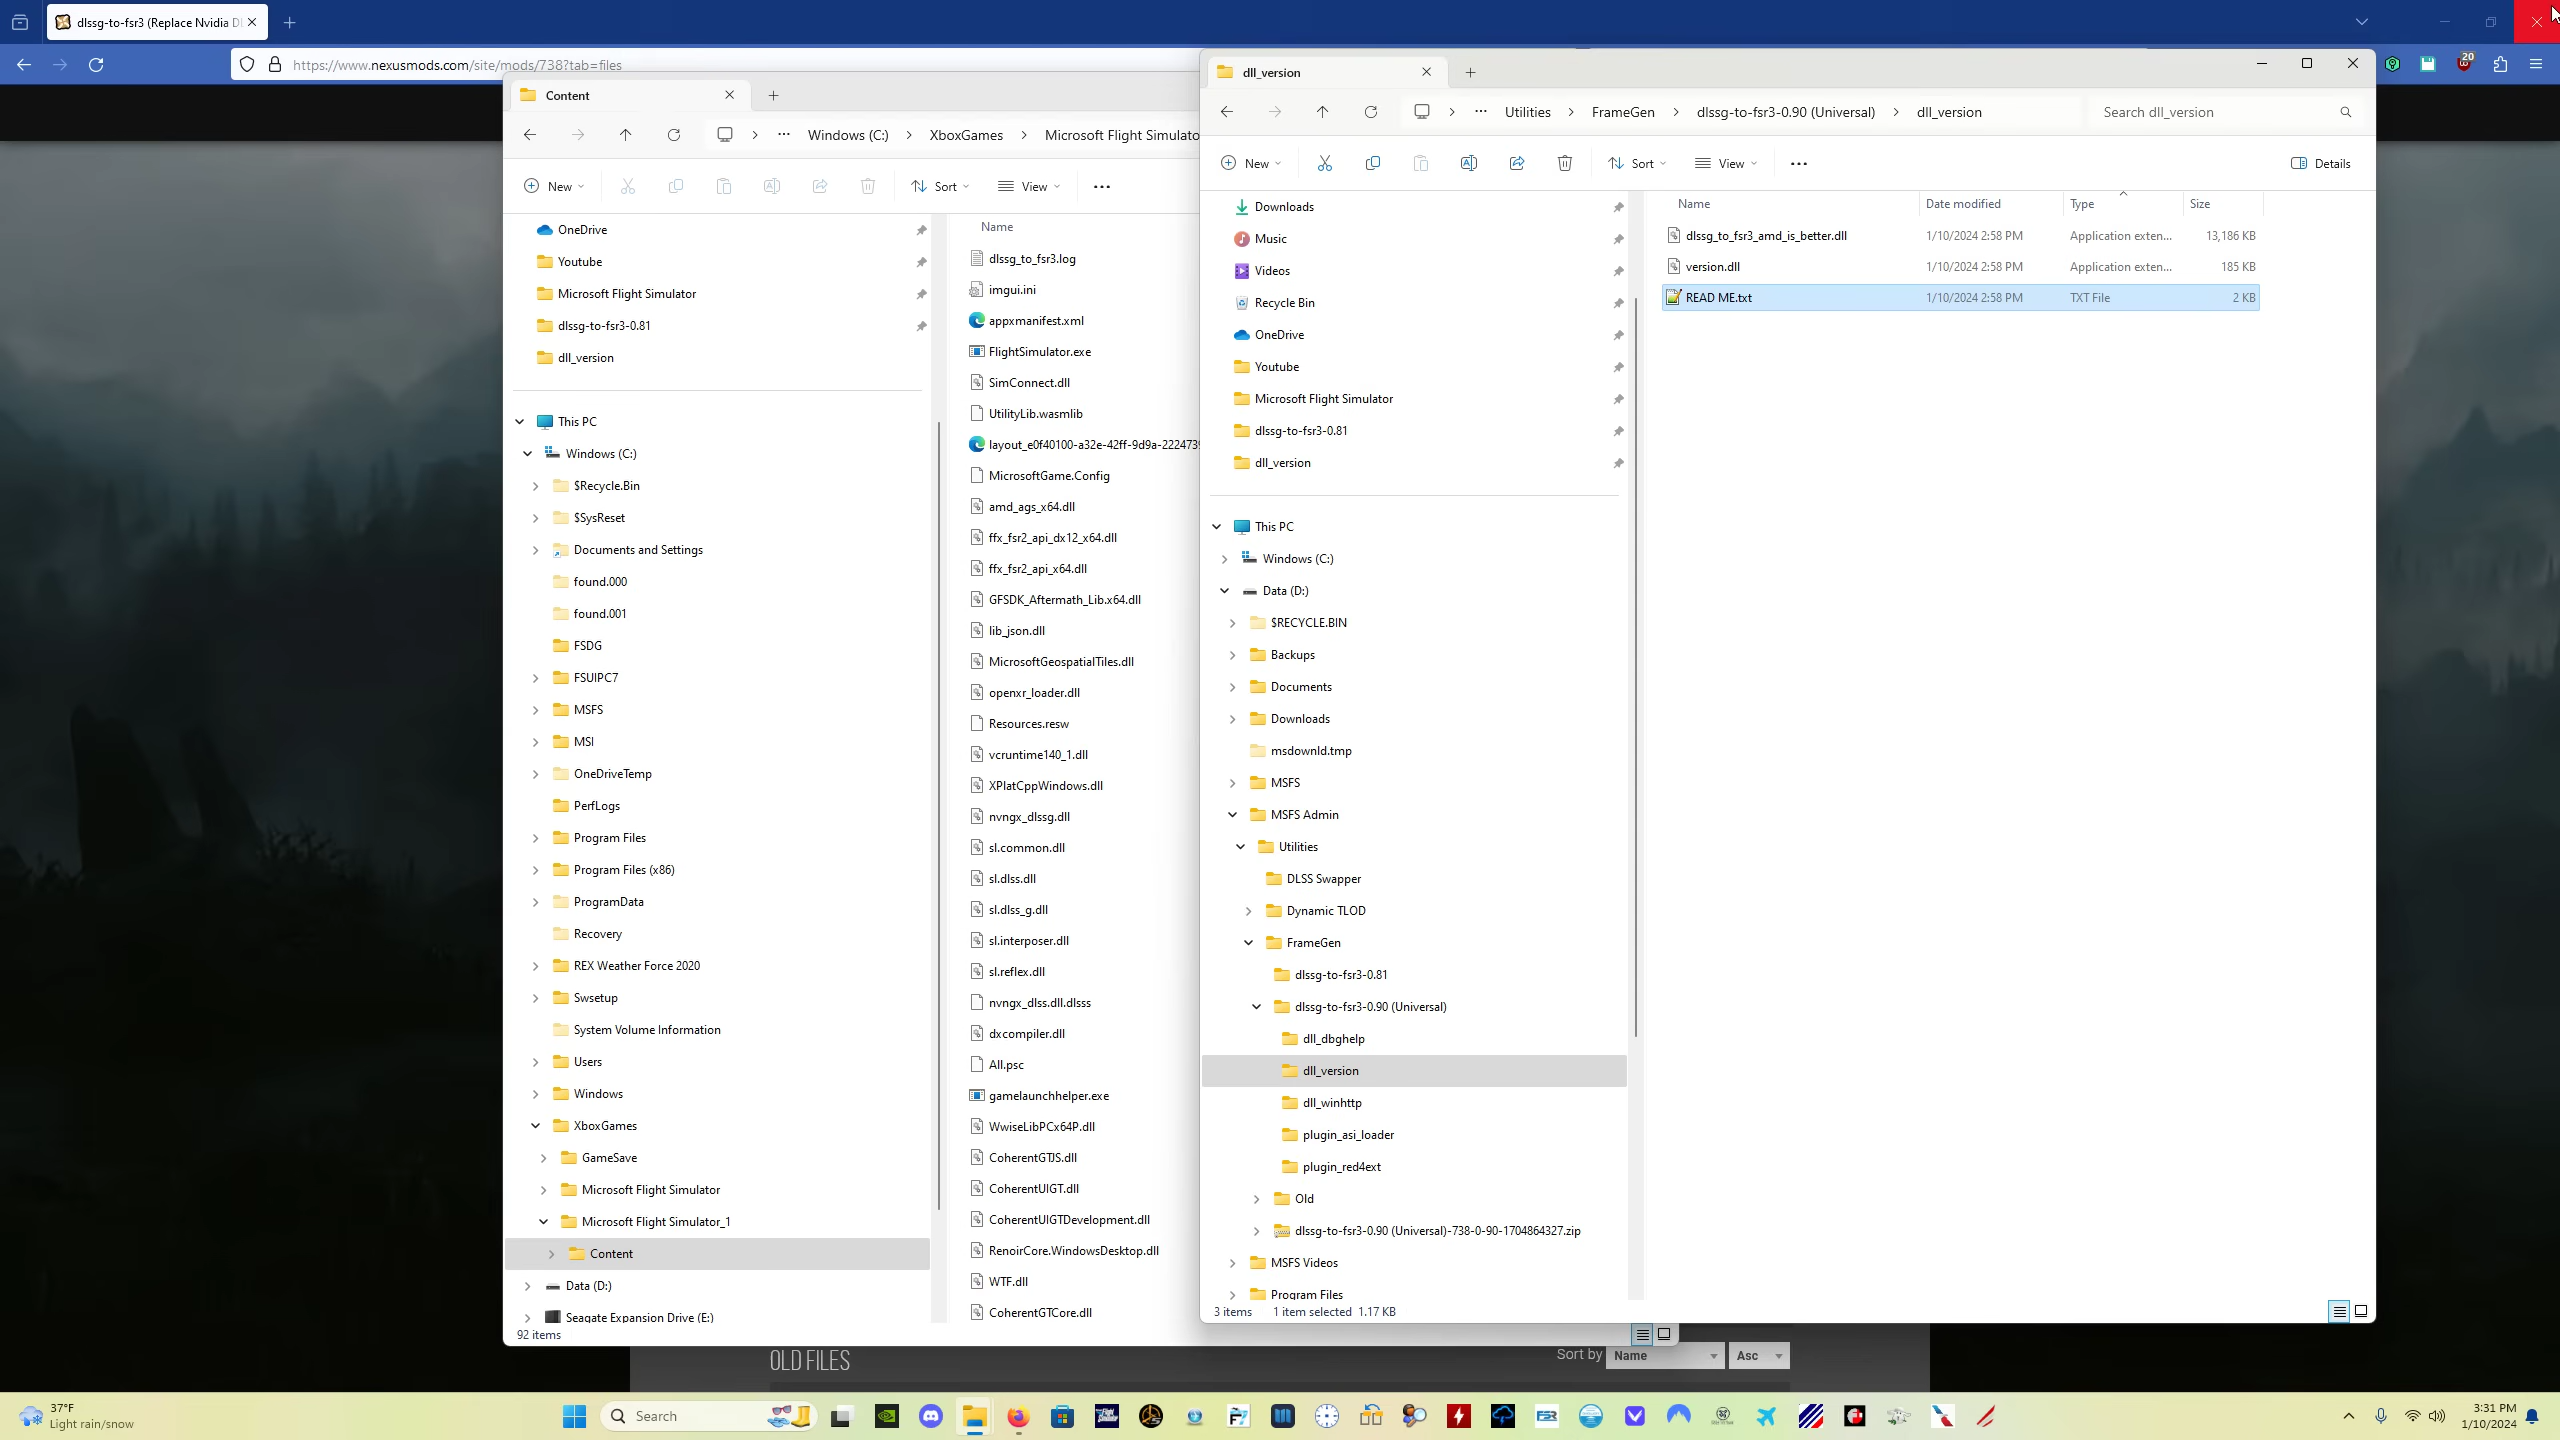 dlssg-to-fsr3 (Replace Nvidia D
https://www.nexusmods.com/site/mods/738?tab=files
20
Content
Windows (C:)
XboxGames
Microsoft Flight Simulato
New
Sort
View
Name
OneDrive
Youtube
Microsoft Flight Simulator
dlssg-to-fsr3-0.81
dll_version
This PC
Windows (C:)
$Recycle.Bin
$SysReset
Documents and Settings
found.000
found.001
FSDG
FSUIPC7
MSFS
MSI
OneDriveTemp
PerfLogs
Program Files
Program Files (x86)
ProgramData
Recovery
REX Weather Force 2020
Swsetup
System Volume Information
Users
Windows
XboxGames
GameSave
Microsoft Flight Simulator
Microsoft Flight Simulator_1
Content
Data (D:)
Seagate Expansion Drive (E:)
92 items
dlssg_to_fsr3.log
imgui.ini
appxmanifest.xml
FlightSimulator.exe
SimConnect.dll
UtilityLib.wasmlib
layout_e0f40100-a32e-42ff-9d9a-222473
MicrosoftGame.Config
amd_ags_x64.dll
ffx_fsr2_api_dx12_x64.dll
ffx_fsr2_api_x64.dll
GFSDK_Aftermath_Lib.x64.dll
lib_json.dll
MicrosoftGeospatialTiles.dll
openxr_loader.dll
Resources.resw
vcruntime140_1.dll
XPlatCppWindows.dll
nvngx_dlssg.dll
sl.common.dll
sl.dlss.dll
sl.dlss_g.dll
sl.interposer.dll
sl.reflex.dll
nvngx_dlss.dll.dlsss
dxcompiler.dll
All.psc
gamelaunchhelper.exe
WwiseLibPCx64P.dll
CoherentGTJS.dll
CoherentUIGT.dll
CoherentUIGTDevelopment.dll
RenoirCore.WindowsDesktop.dll
WTF.dll
CoherentGTCore.dll
dll_version
Utilities
FrameGen
dlssg-to-fsr3-0.90 (Universal)
dll_version
Search dll_version
New
Sort
View
Details
Downloads
Music
Videos
Recycle Bin
OneDrive
Youtube
Microsoft Flight Simulator
dlssg-to-fsr3-0.81
dll_version
This PC
Windows (C:)
Data (D:)
$RECYCLE.BIN
Backups
Documents
Downloads
msdownld.tmp
MSFS
MSFS Admin
Utilities
DLSS Swapper
Dynamic TLOD
FrameGen
dlssg-to-fsr3-0.81
dlssg-to-fsr3-0.90 (Universal)
dll_dbghelp
dll_version
dll_winhttp
plugin_asi_loader
plugin_red4ext
Old
dlssg-to-fsr3-0.90 (Universal)-738-0-90-1704864327.zip
MSFS Videos
Program Files
3 items 1 item selected 1.17 KB
Name Date modified Type Size
dlssg_to_fsr3_amd_is_better.dll 1/10/2024 2:58 PM Application exten... 13,186 KB
version.dll 1/10/2024 2:58 PM Application exten... 185 KB
READ ME.txt 1/10/2024 2:58 PM TXT File 2 KB
OLD FILES
Sort by Name Asc
37°F
Light rain/snow
Search
3:31 PM
1/10/2024